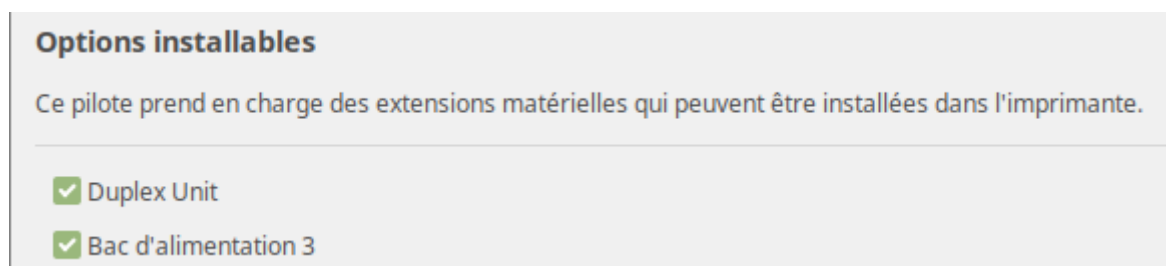 Options installables
Ce pilote prend en charge des extensions matérielles qui peuvent être installées dans l'imprimante.
Duplex Unit
Bac d'alimentation 3